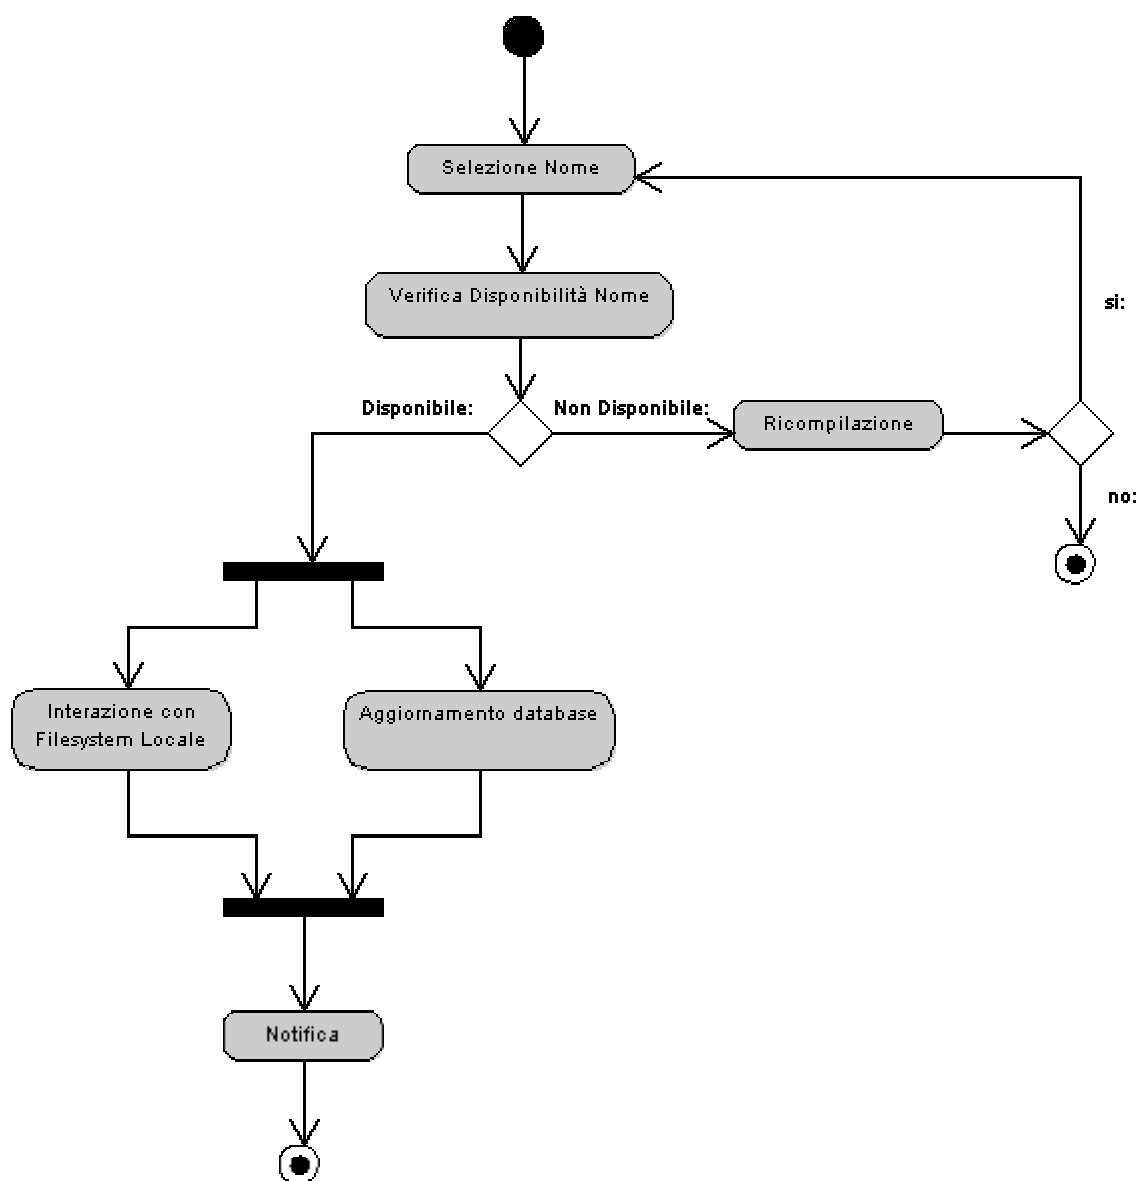 Selezione Nome
Verifica Disponibilità Nome
si:
Disponibile:
Non Disponibile:
Ricompilazione
no:
Interazione con
Filesystem Locale
Aggiornamento database
Notifica